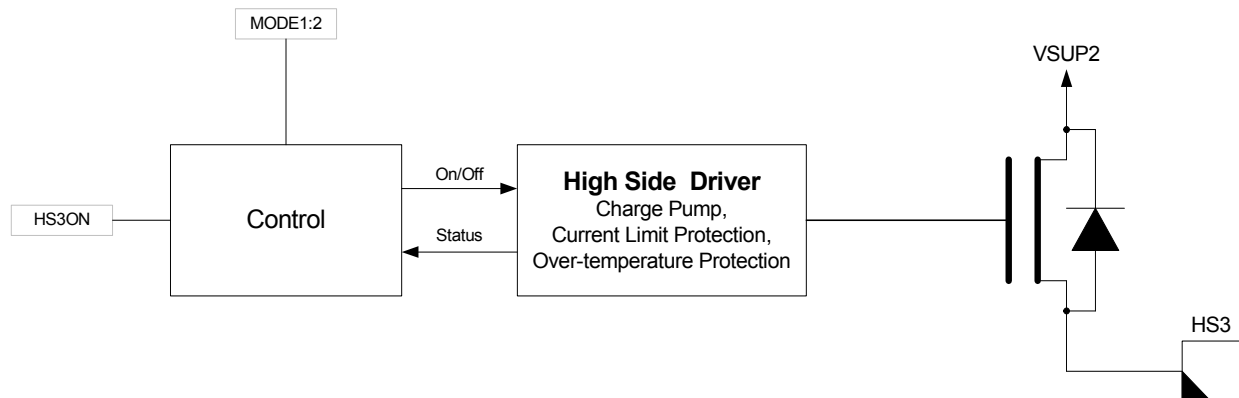 MODE1:2
VSUP2
On/Off
High Side Driver
Charge Pump,
Current Limit Protection,
Over-temperature Protection
HS3ON
Control
Status
HS3